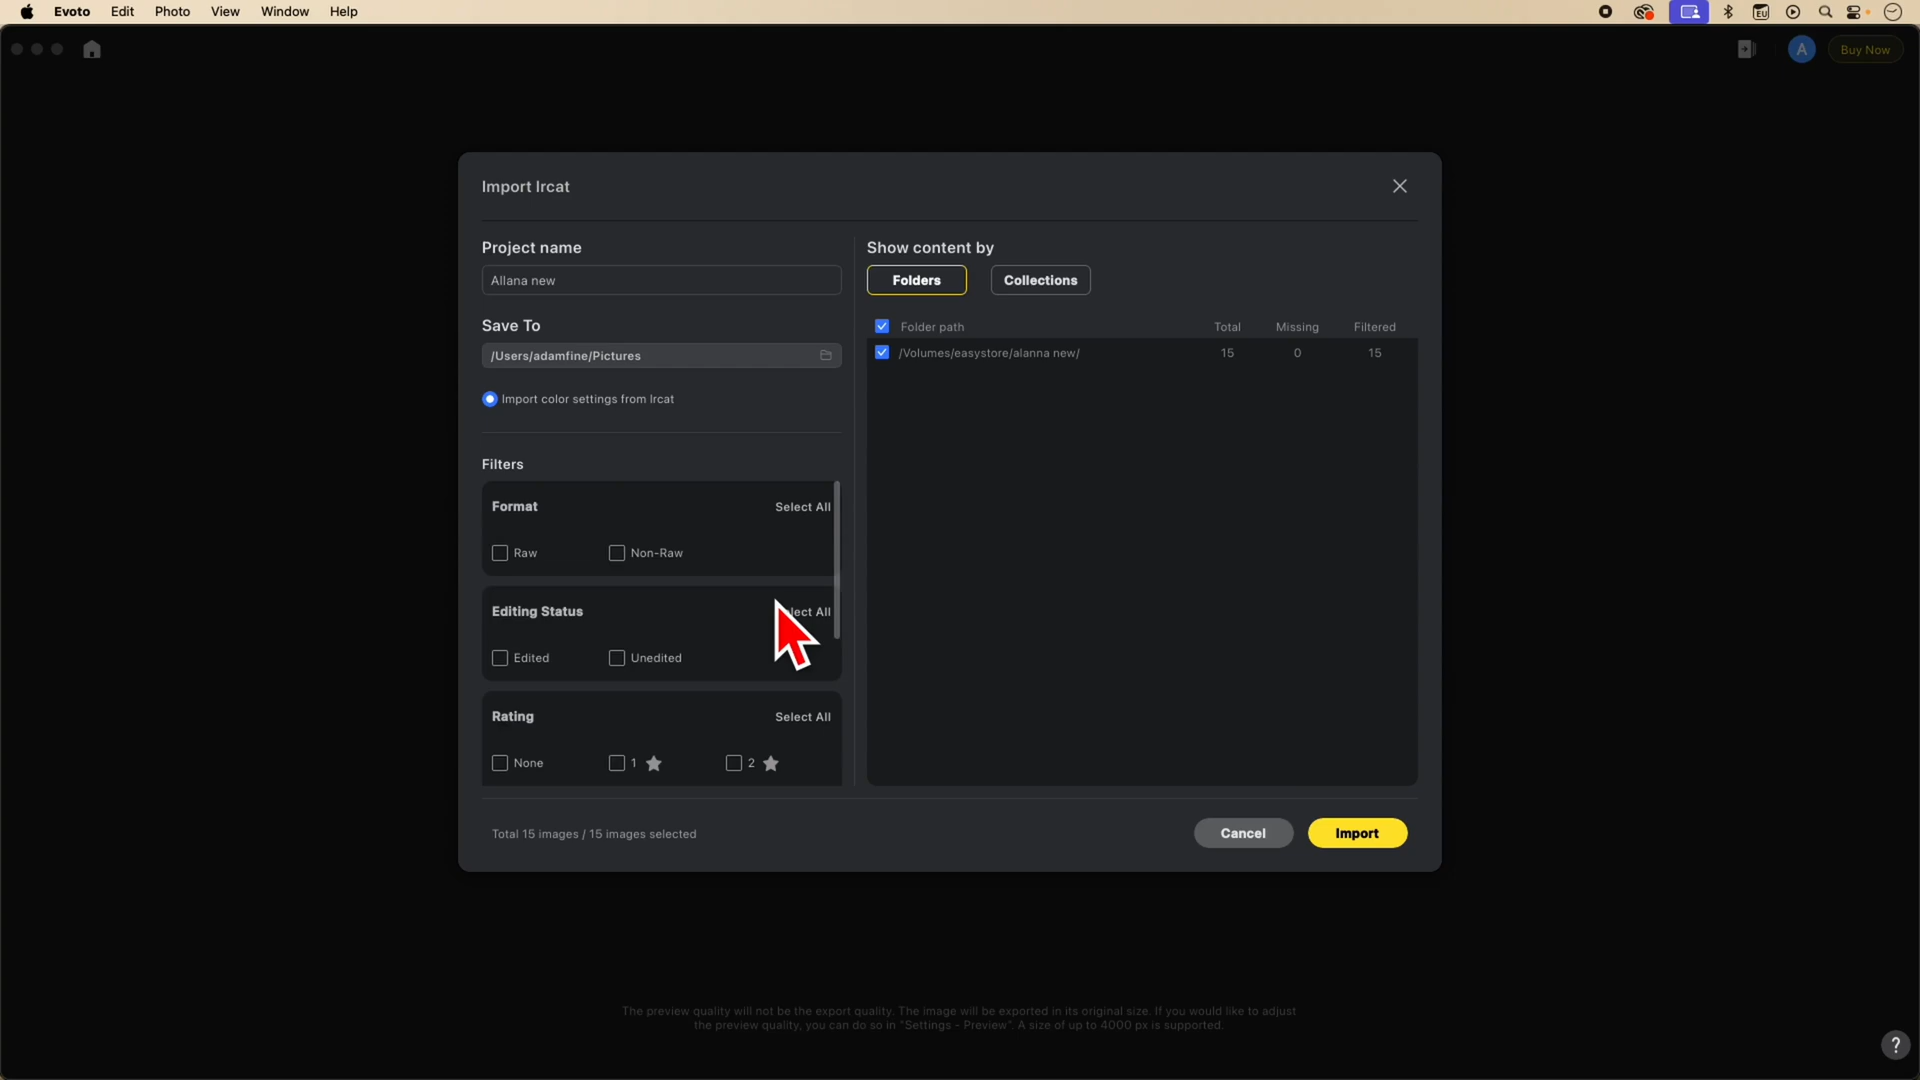 Evoto Edit Photo View Window Help
EU
A
Buy Now
Import lrcat
Project name
Allana new
Save To
/Users/adamfine/Pictures
Import color settings from lrcat
Filters
Format Select All
Raw Non-Raw
Editing Status
Edited Unedited
Rating Select All
None 1 2
Show content by
Folders Collections
Folder path Total Missing Filtered
/Volumes/easystore/alanna new/ 15 0 15
Total 15 images / 15 images selected
Cancel Import
The preview quality will not be the export quality. The image will be exported in its original size. If you would like to adjust
the preview quality, you can do so in "Settings - Preview". A size of up to 4000 px is supported.
?